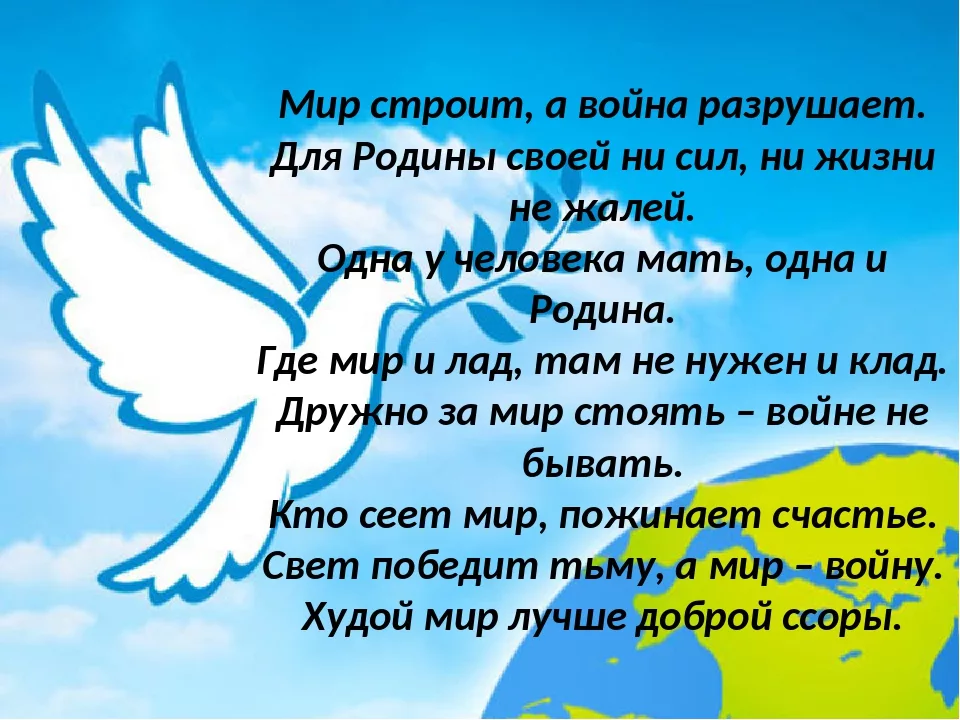 Мир строит, а война разрушает.
Для Родины своей ни сил, ни жизни
не жалей.
Одна у человека мать, одна и
Родина.
Где мир и лад, там не нужен и клад.
Дружно за мир стоять – войне не
бывать.
Кто сеет мир, пожинает счастье.
Свет победит тьму, а мир – войну.
Худой мир лучше доброй ссоры.